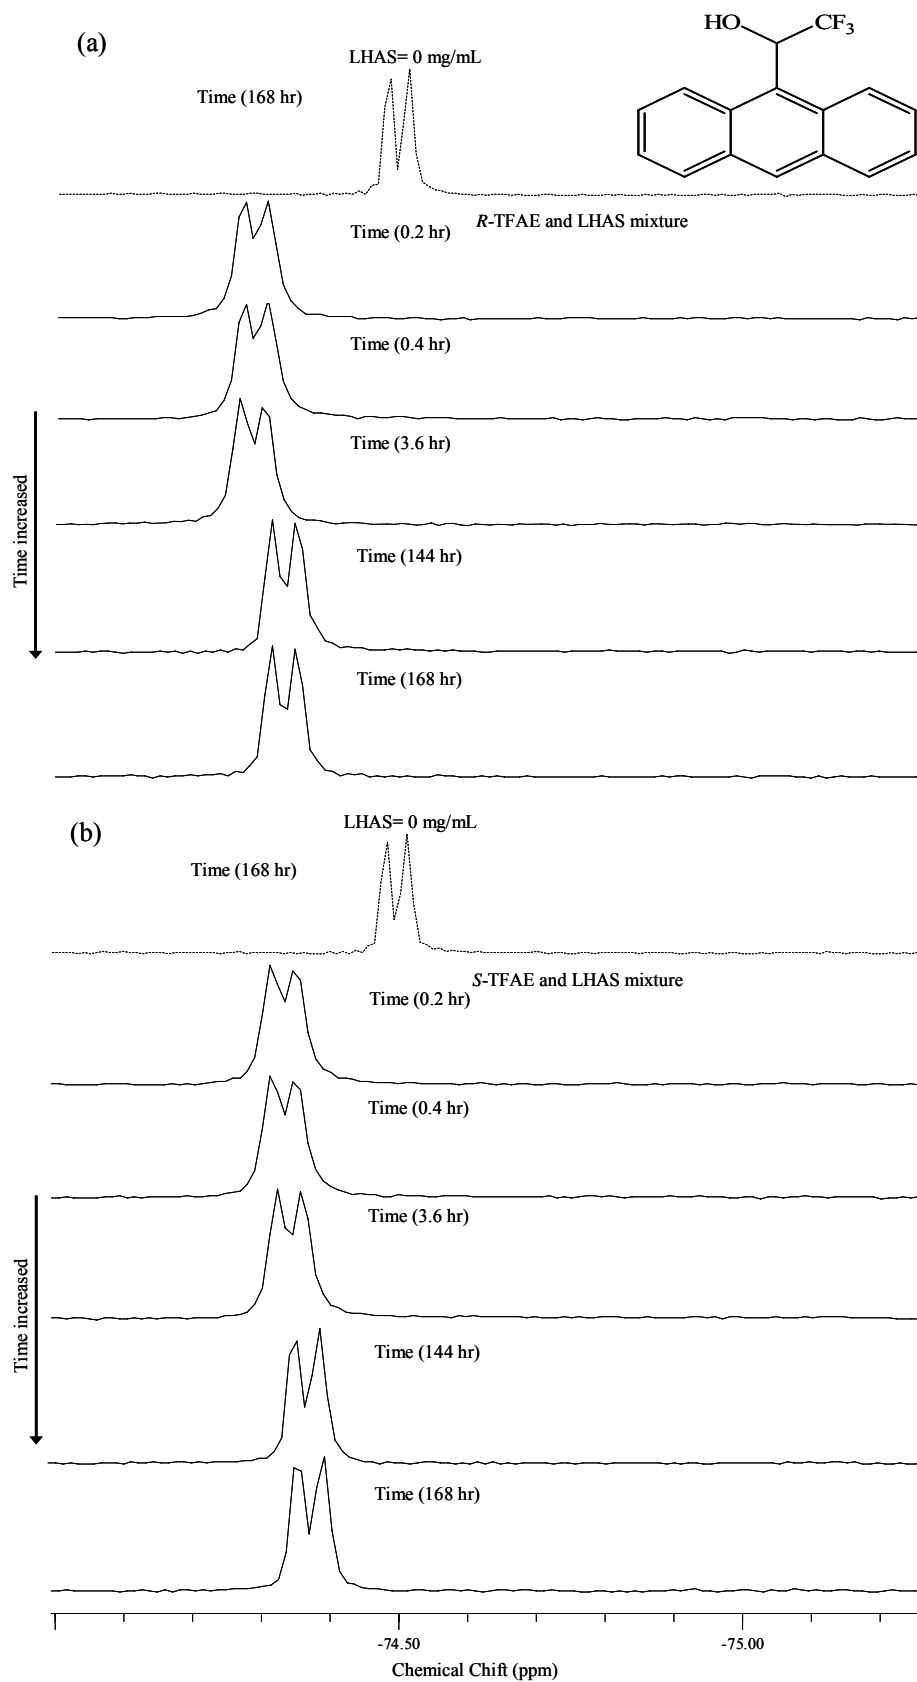 (a)
HO
CF3
LHAS= 0 mg/mL
Time (168 hr)
R-TFAE and LHAS mixture
Time (0.2 hr)
Time (0.4 hr)
Time (3.6 hr)
Time increased
Time (144 hr)
Time (168 hr)
(b)
LHAS= 0 mg/mL
Time (168 hr)
S-TFAE and LHAS mixture
Time (0.2 hr)
Time (0.4 hr)
Time (3.6 hr)
Time increased
Time (144 hr)
Time (168 hr)
-74.50
-75.00
Chemical Chift (ppm)